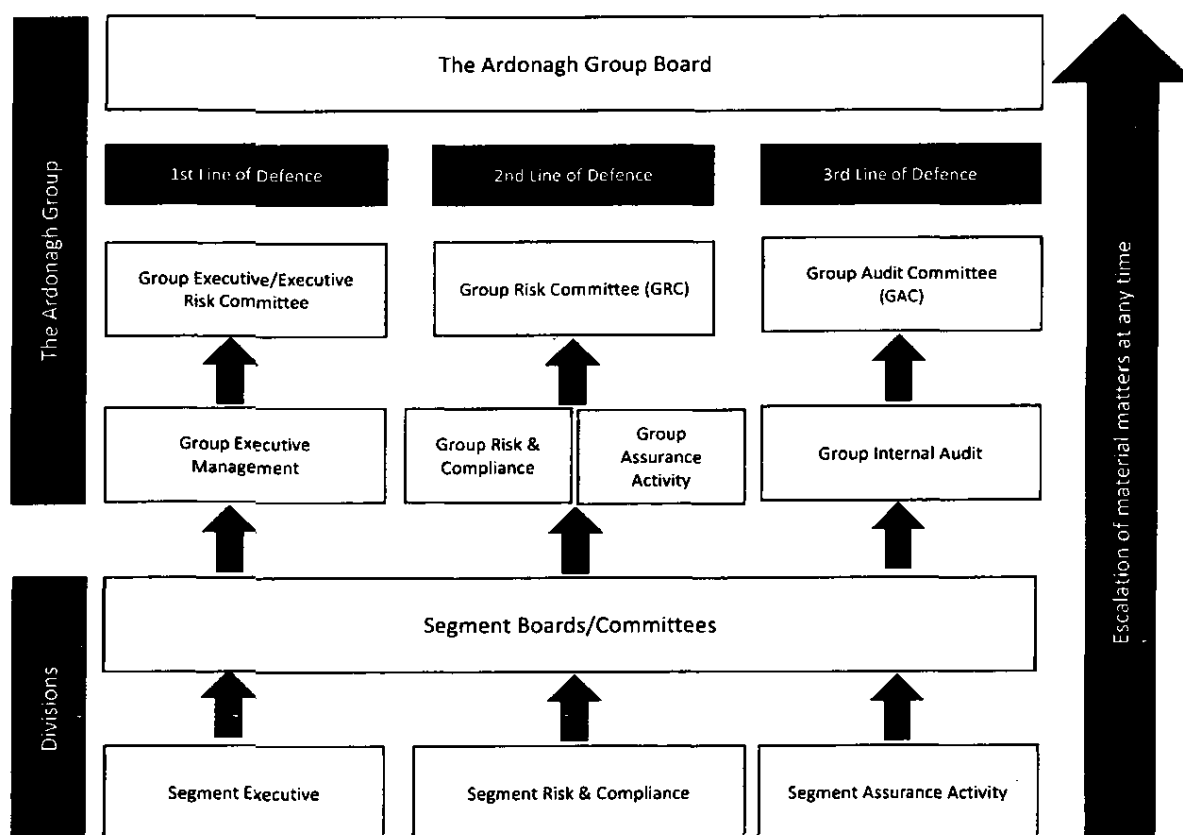 The Ardonagh Group Board
The Ardonagh Group
1st Line of Defence
2nd Line of Defence
3rd Line of Defence
Group Executive/Executive
Risk Committee
Group Risk Committee (GRC)
Group Audit Committee
(GAC)
Group Executive
Management
Group Risk &
Compliance
Group
Assurance
Activity
Group Internal Audit
Escalation of material matters at any time
Divisions
Segment Boards/Committees
Segment Executive
Segment Risk & Compliance
Segment Assurance Activity